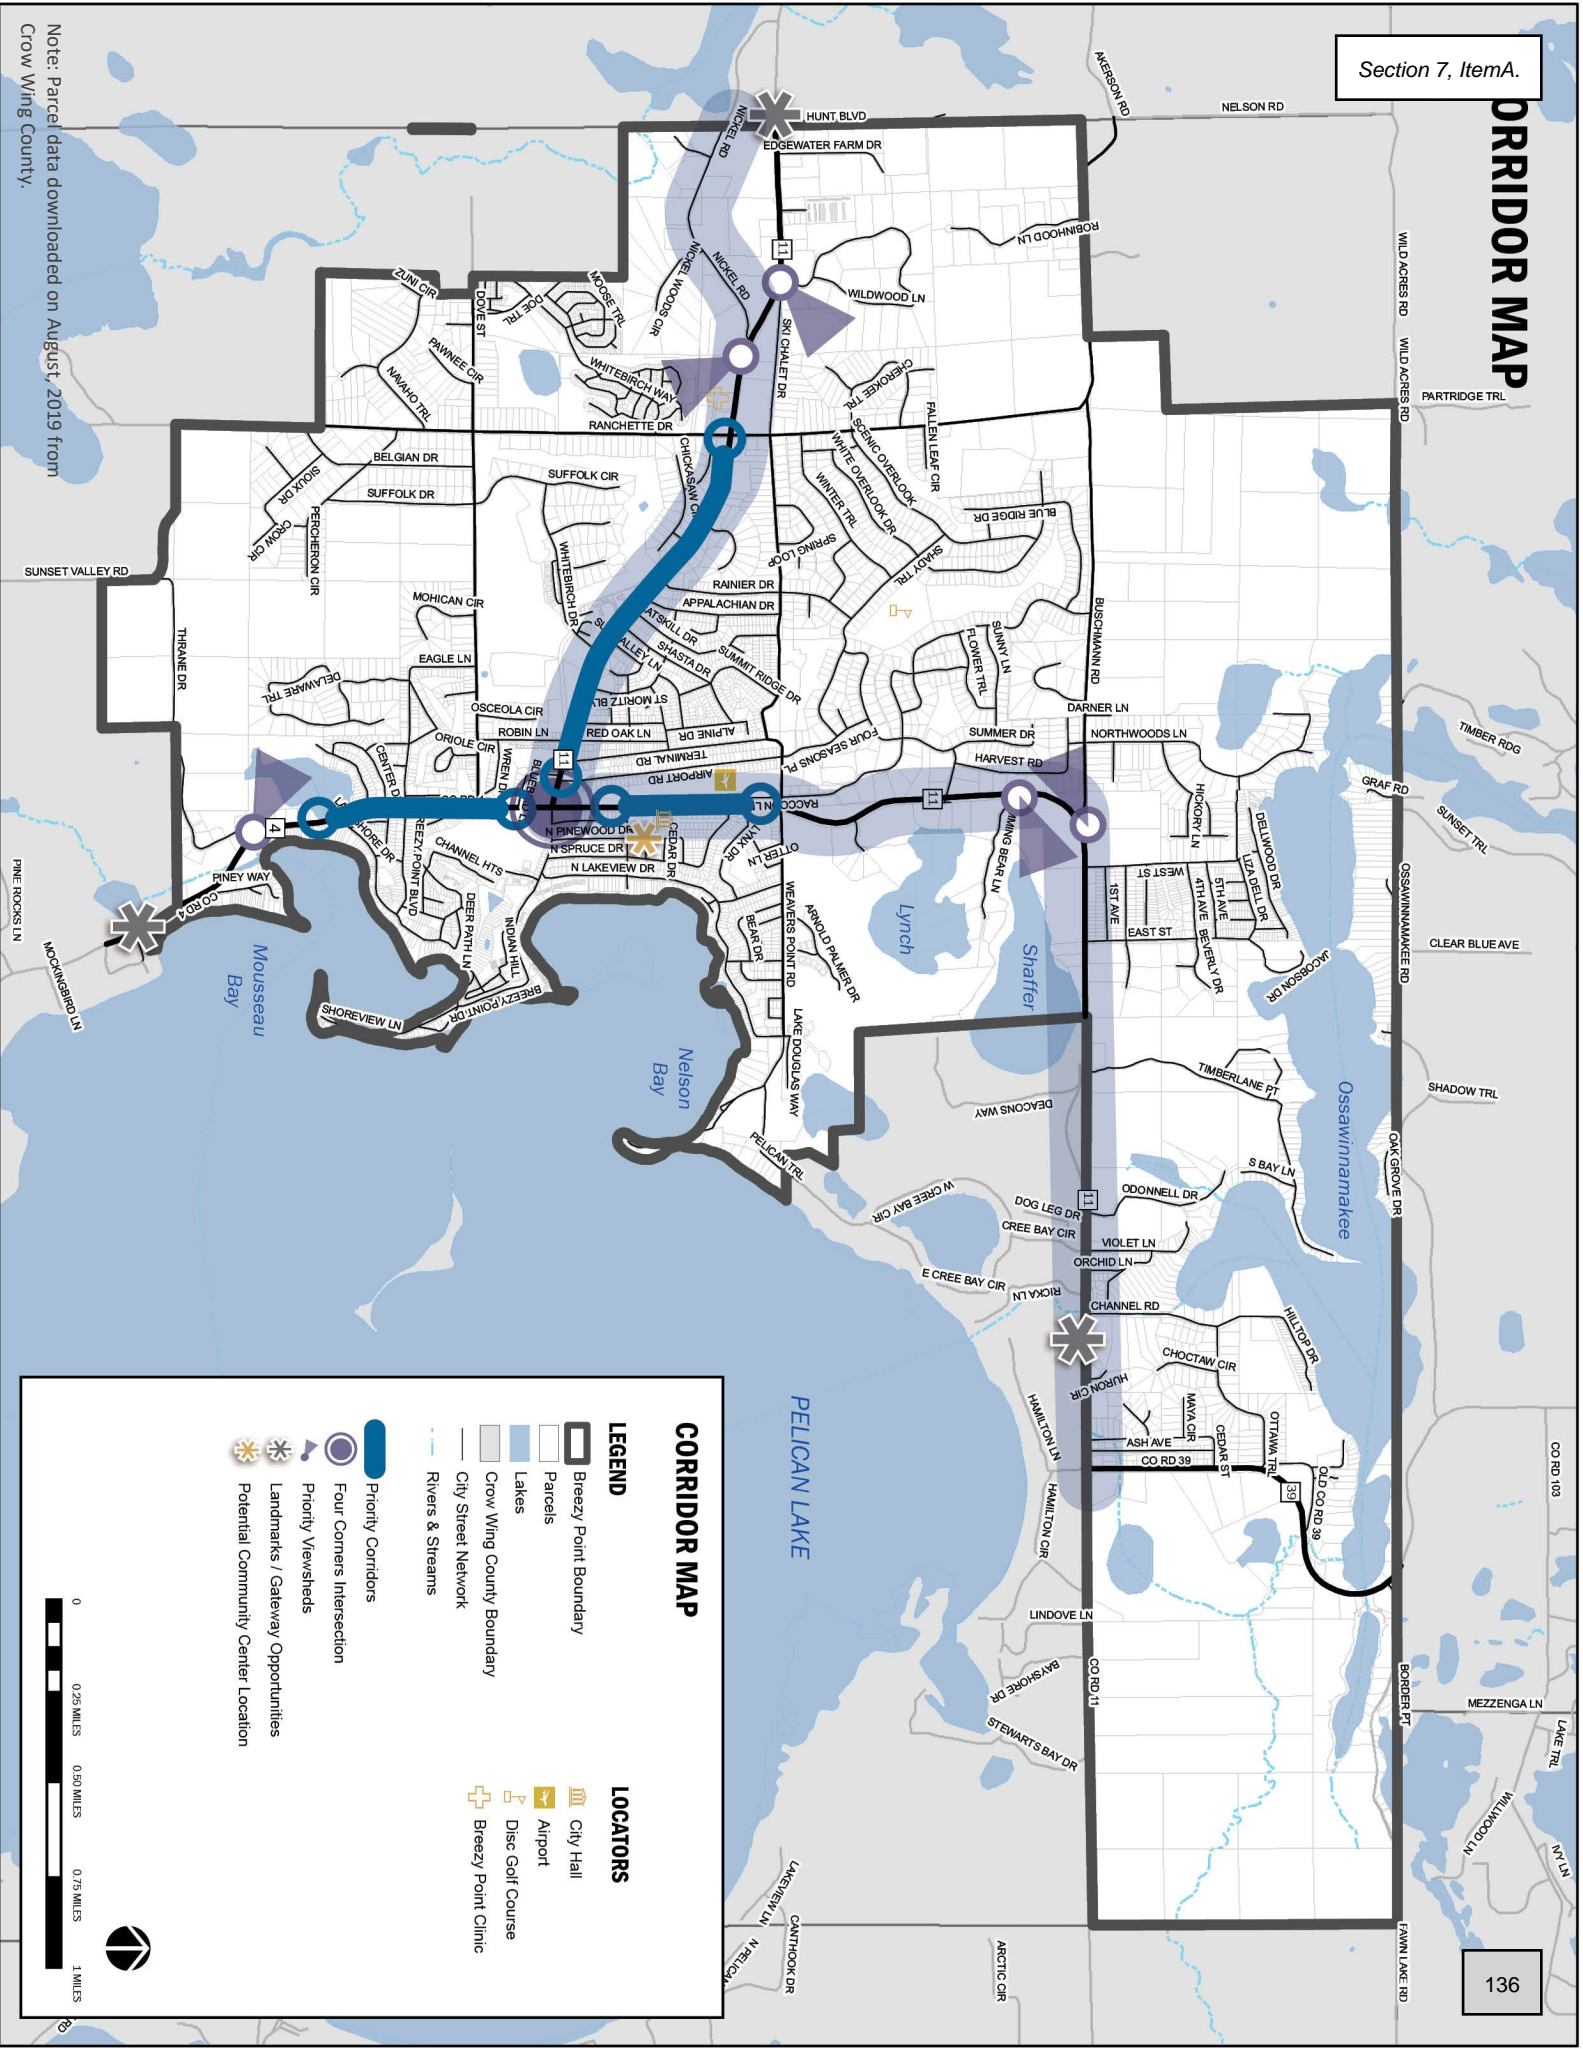 Section 7, ItemA.
ORRIDOR MAP
136
Note: Parcel data downloaded on August, 2019 from
Crow Wing County.
AKERSON RD
NELSON RD
HUNT BLVD
NICKEL RD
EDGEWATER FARM DR
WILD ACRES RD
WILD ACRES RD
PARTRIDGE TRL
ROBINHOOD LN
11
WILDWOOD LN
NICKEL RD
NICKEL WOODS CIR
MOOSE TRL
DOE TRL
DOVE ST
ZUNI CIR
PAWNEE CIR
NAVAHO TRL
WHITEBIRCH WAY
RANCHETTE DR
SKI CHALET DR
CHEROKEE TRL
FALLEN LEAF CIR
SCENIC OVERLOOK
WHITE OVERLOOK DR
WINTER TRL
SPRING LOOP
BLUE RIDGE DR
SHADY TRL
BELGIAN DR
SUFFOLK DR
SUFFOLK CIR
SIOUX DR
CROW CIR
PERCHERON CIR
SUNSET VALLEY RD
THRANE DR
MOHICAN CIR
EAGLE LN
DELAWARE TRL
WHITEBIRCH DR
RAINIER DR
APPALACHIAN DR
SHASTA DR
SUMMIT RIDGE DR
OSCEOLA CIR
ROBIN LN
RED OAK LN
ALPINE DR
TERMINAL RD
AIRPORT RD
ORIOLE CIR
11
FOUR SEASONS PL
SUNNY LN
FLOWER TRL
BUSCHMANN RD
DARNER LN
SUMMER DR
HARVEST RD
NORTHWOODS LN
HICKORY LN
DELLWOOD DR
LIZA DELL DR
WEST ST
1ST AVE
4TH AVE
5TH AVE
EAST ST
BEVERLY DR
JACOBSON DR
TIMBER RDG
GRAF RD
SUNSET TRL
OSSAWINNAMAKEE RD
CLEAR BLUE AVE
11
N PINEWOOD DR
N SPRUCE DR
N LAKEVIEW DR
CEDAR DR
LYNX DR
OTTER LN
WEAVERS POINT RD
ARNOLD PALMER DR
BEAR DR
LAKE DOUGLAS WAY
PELICAN TRL
4
PINEY WAY
CO RD 4
CHANNEL HTS
DEER PATH LN
INDIAN HILL
BREEZY POINT DR
SHOREVIEW LN
PINE ROCKS LN
MOCKINGBIRD LN
Mousseau
Bay
Nelson
Bay
Lynch
Shaffer
Ossawinnamakee
PELICAN LAKE
DEACONS WAY
TIMBERLANE PT
SHADOW TRL
OAK GROVE DR
S BAY LN
ODONNELL DR
11
W CREE BAY CIR
DOG LEG DR
CREE BAY CIR
VIOLET LN
ORCHID LN
E CREE BAY CIR
RICKA LN
CHANNEL RD
HILLTOP DR
CHOCTAW CIR
HURON CIR
MAYA CIR
ASH AVE
CO RD 39
CEDAR ST
OTTAWA TRL
39
OLD CO RD 39
CO RD 103
HAMILTON LN
HAMILTON CIR
LINDOVE LN
CO RD 11
BAYSHORE DR
STEWARTS BAY DR
BORDER PT
MEZZENGA LN
LAKE TRL
WILLWOOD LN
IVY LN
FAWN LAKE RD
ARCTIC CIR
CANTHOOK DR
LAKEVIEW LN
CORRIDOR MAP
LEGEND
Breezy Point Boundary
Parcels
Lakes
Crow Wing County Boundary
City Street Network
Rivers & Streams
Priority Corridors
Four Corners Intersection
Priority Viewsheds
Landmarks / Gateway Opportunities
Potential Community Center Location
LOCATORS
City Hall
Airport
Disc Golf Course
Breezy Point Clinic
0
0.25 MILES
0.50 MILES
0.75 MILES
1 MILES